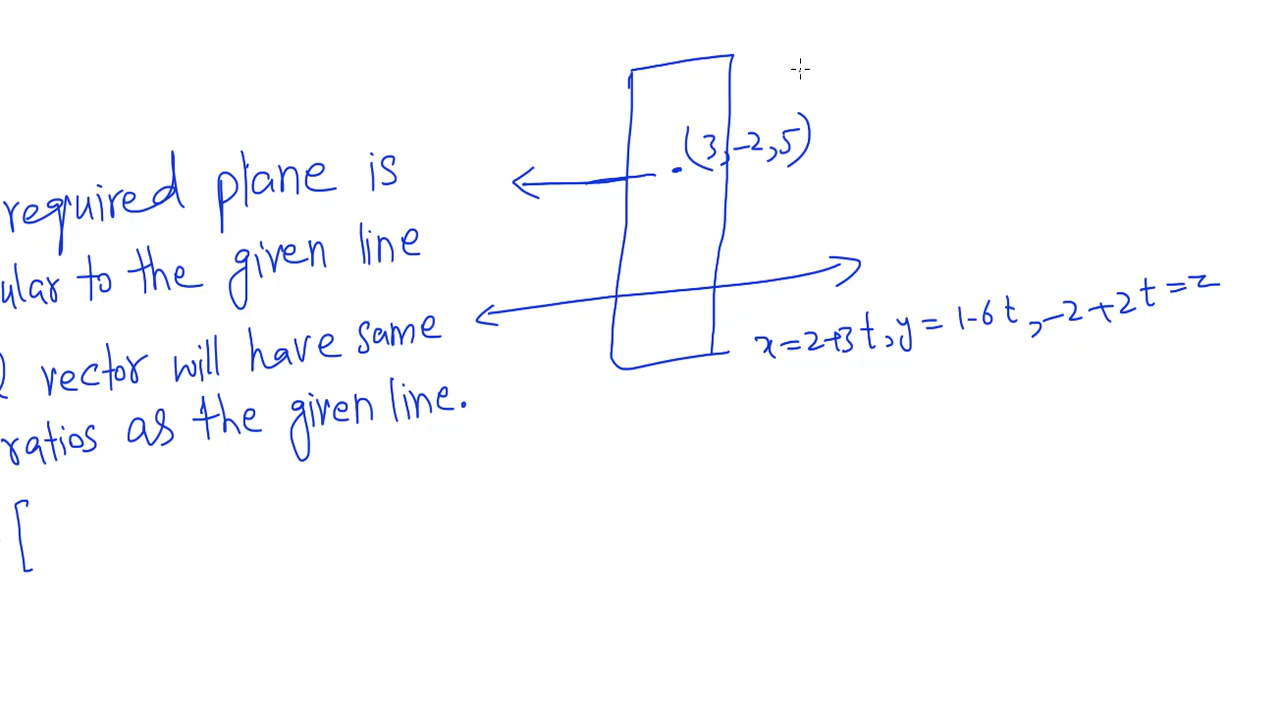 required plane is
ular to the given line
vector will have same
ratios as the given line.
[
(3,-2,5)
x=2+3t,y=1-6t,-2+2t=z